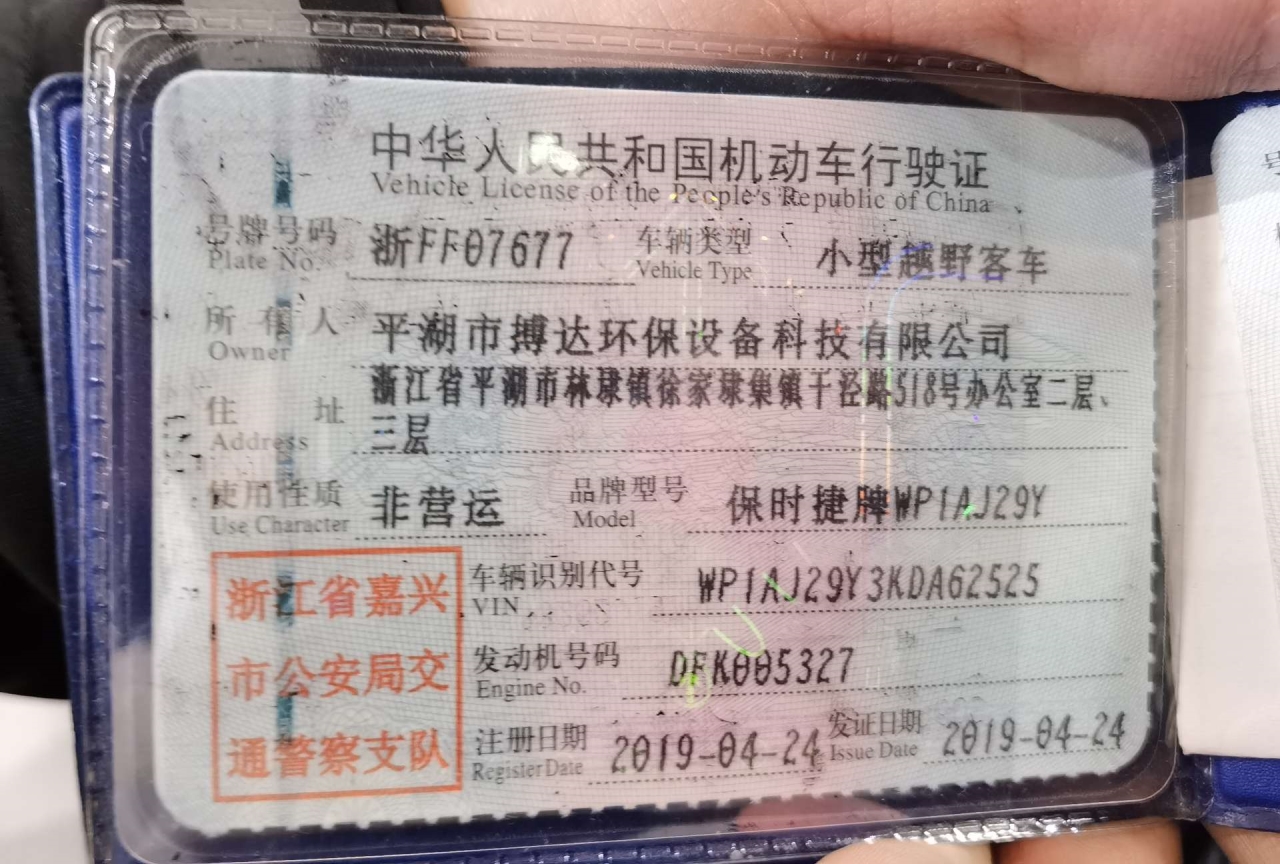 中华人民共和国机动车行驶证
Vehicle License of the People's Republic of China
号牌号码 浙FF07677 车辆类型 小型越野客车
Plate No. Vehicle Type
所有人 平湖市搏达环保设备科技有限公司
Owner
住址 浙江省平湖市林埭镇徐家埭集镇干泾路518号办公室二层、
Address 三层
使用性质 非营运 品牌型号 保时捷牌WP1AJ29Y
Use Character Model
浙江省嘉兴
市公安局交
通警察支队
车辆识别代号 WP1AJ29Y3KDA62525
VIN
发动机号码 DFK005327
Engine No.
注册日期 2019-04-24 发证日期 2019-04-24
Register Date Issue Date